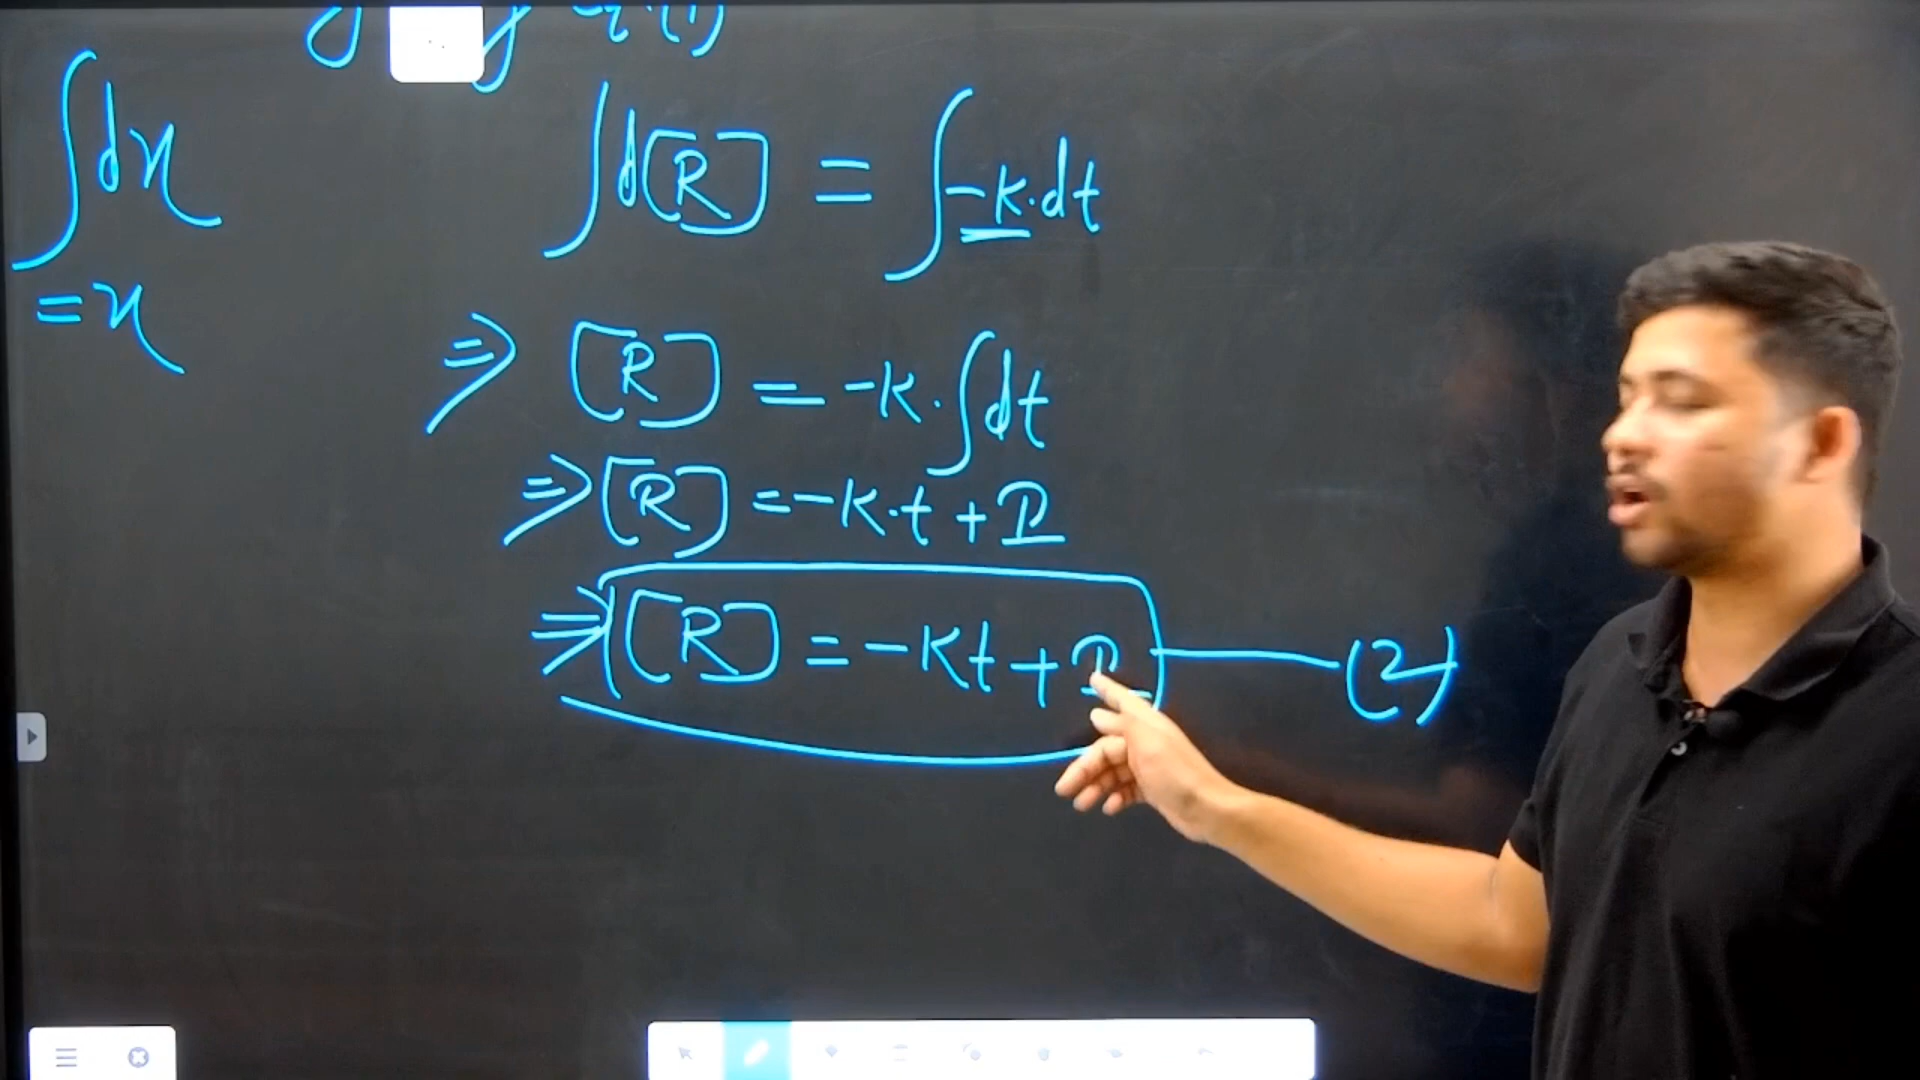 ∫dx
= x
∫d[R] = ∫-k.dt
⇒ [R] = -k.∫dt
⇒ [R] = -k.t + I
⇒ [R] = -kt + I — (2)